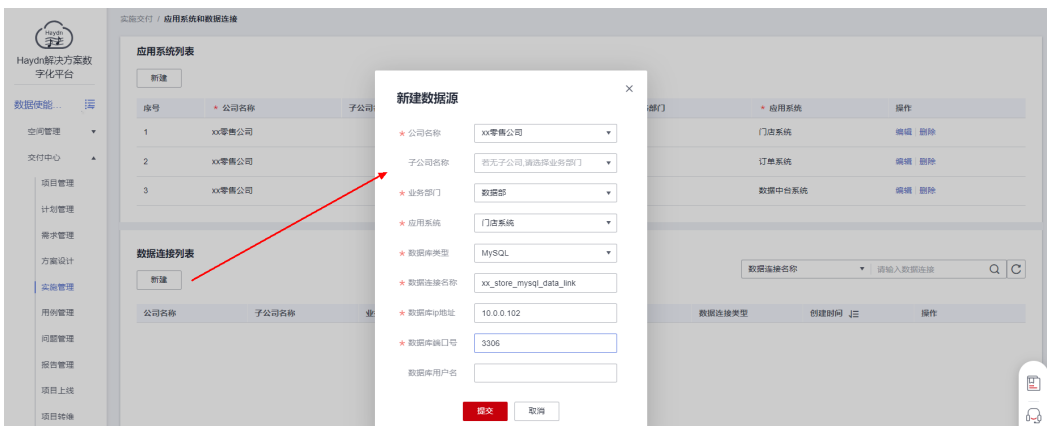 实施交付 / 应用系统和数据连接
Haydn
Haydn解决方案数
字化平台
数据使能...
空间管理
交付中心
项目管理
计划管理
需求管理
方案设计
实施管理
用例管理
问题管理
报告管理
项目上线
项目转维
应用系统列表
新建
序号 * 公司名称 子公司 部门 * 应用系统 操作
1 xx零售公司 门店系统 编辑 删除
2 xx零售公司 订单系统 编辑 删除
3 xx零售公司 数据中台系统 编辑 删除
数据连接列表
新建
数据连接名称 请输入数据连接
公司名称 子公司名称 业 数据连接类型 创建时间 操作
新建数据源
* 公司名称 xx零售公司
子公司名称 若无子公司,请选择业务部门
* 业务部门 数据部
* 应用系统 门店系统
* 数据库类型 MySQL
* 数据连接名称 xx_store_mysql_data_link
* 数据库ip地址 10.0.0.102
* 数据库端口号 3306
数据库用户名
提交 取消